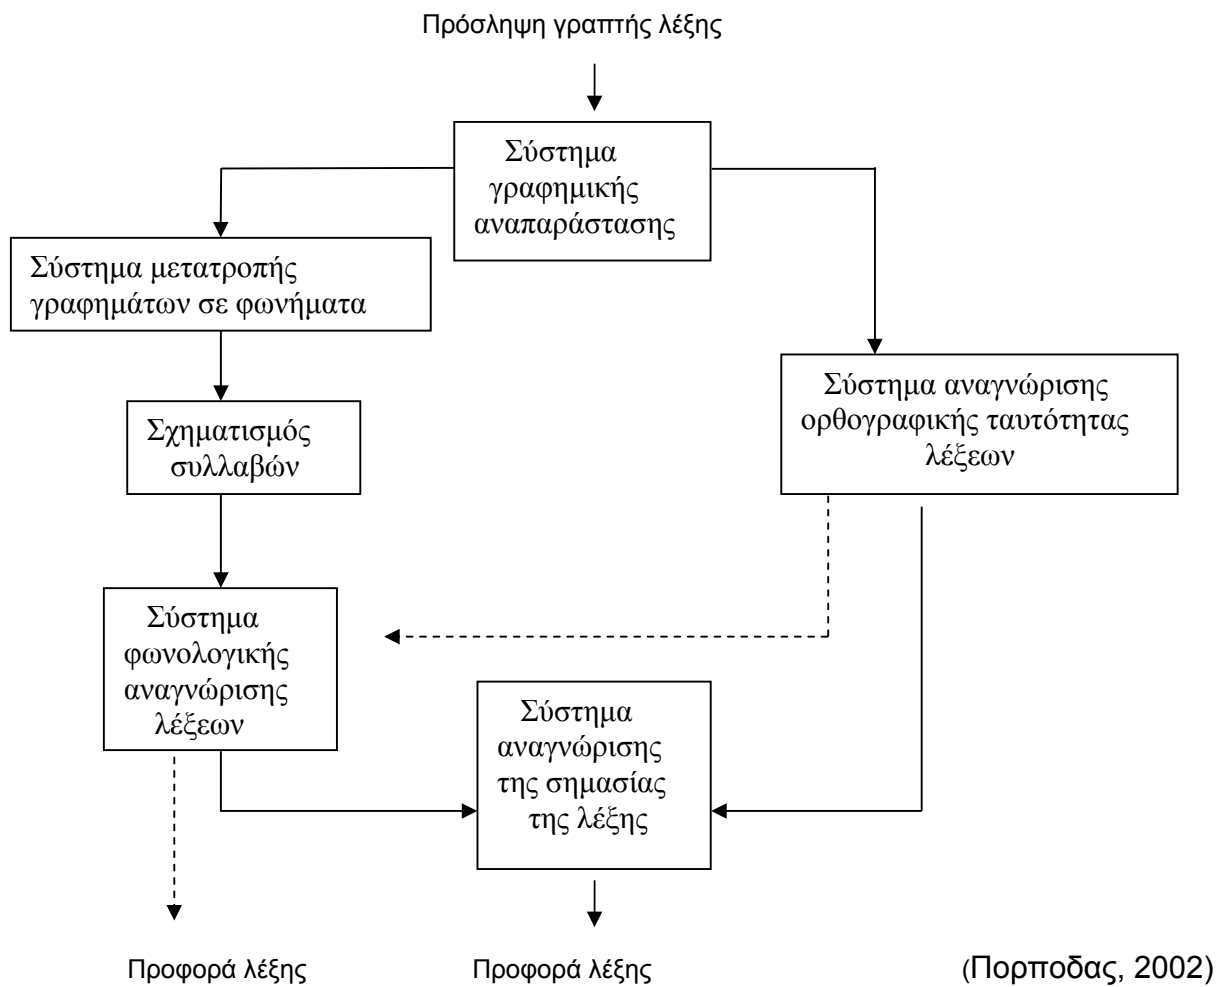 Πρόσληψη γραπτής λέξης
Σύστημα
γραφημικής
αναπαράστασης
Σύστημα μετατροπής
γραφημάτων σε φωνήματα
Σύστημα αναγνώρισης
ορθογραφικής ταυτότητας
λέξεων
Σχηματισμός
συλλαβών
Σύστημα
φωνολογικής
αναγνώρισης
λέξεων
Σύστημα
αναγνώρισης
της σημασίας
της λέξης
Προφορά λέξης
Προφορά λέξης
(Πορποδας, 2002)